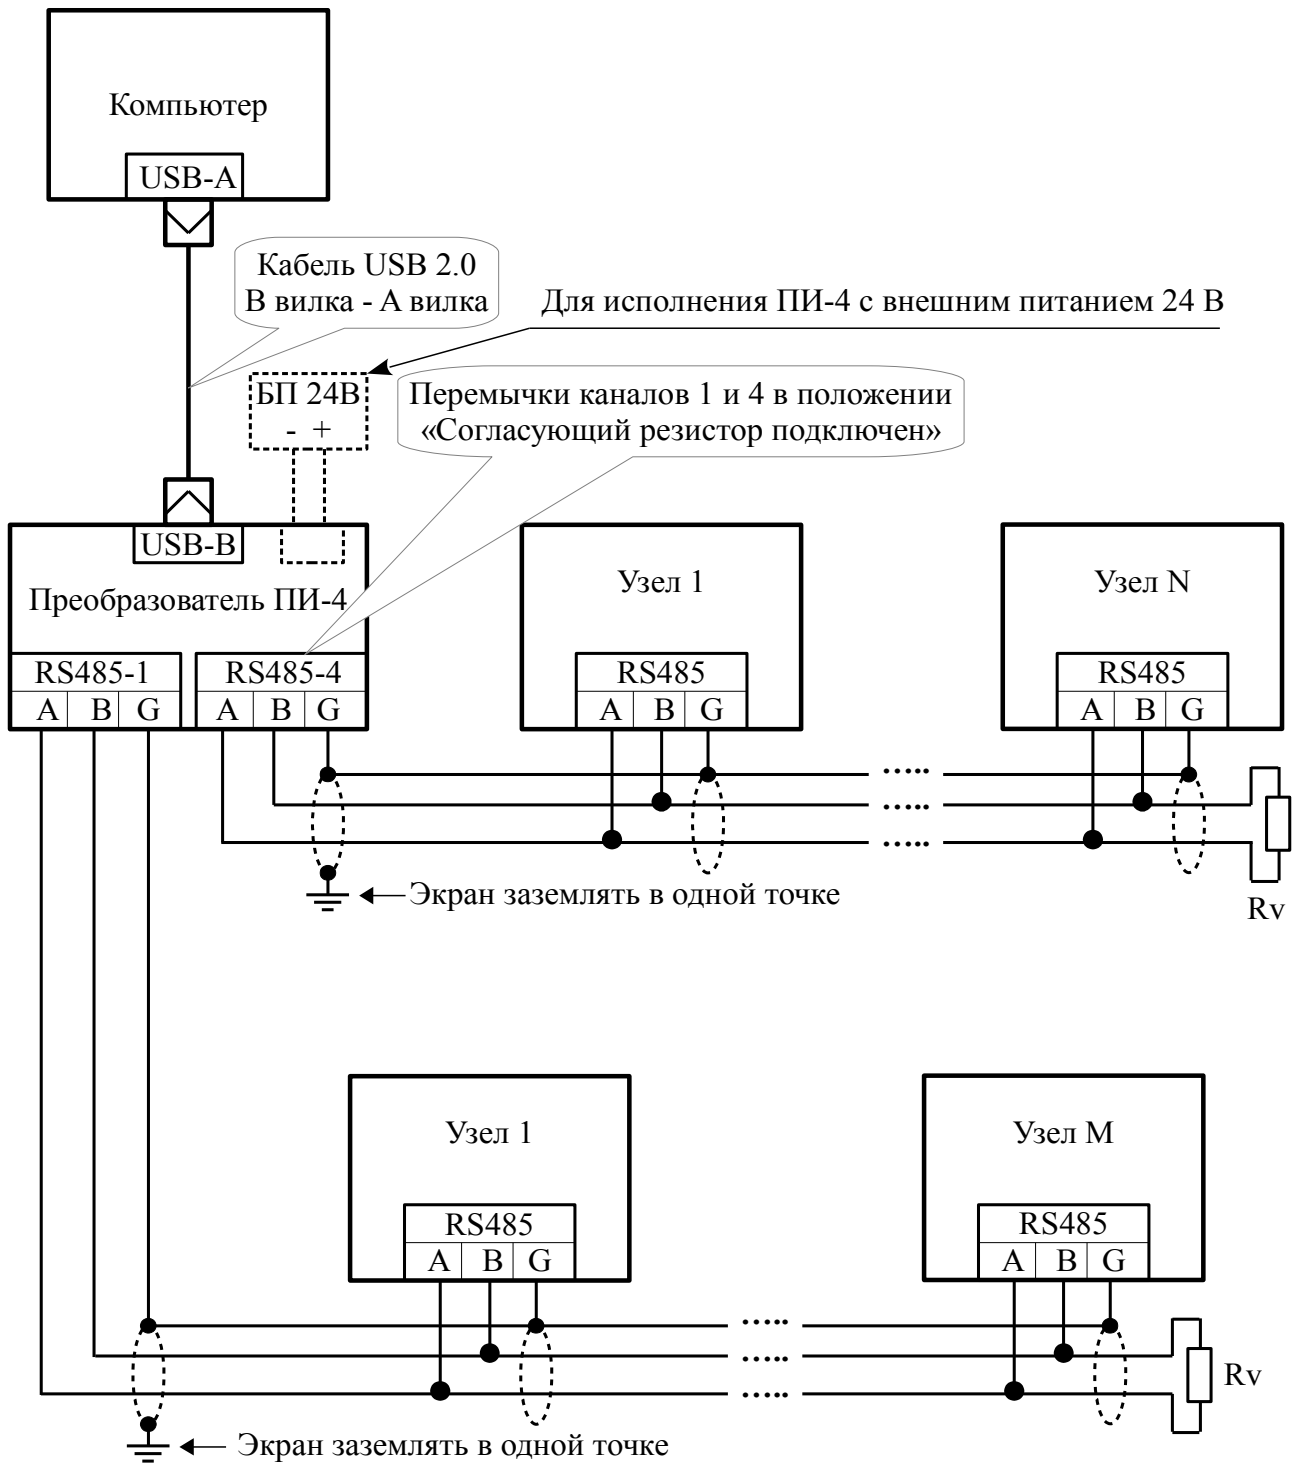 Компьютер
USB-A
Кабель USB 2.0
В вилка - А вилка
Для исполнения ПИ-4 с внешним питанием 24 В
БП 24В
- +
Перемычки каналов 1 и 4 в положении
«Согласующий резистор подключен»
USB-B
Преобразователь ПИ-4
RS485-1
A B G
RS485-4
A B G
Узел 1
RS485
A B G
Узел N
RS485
A B G
Экран заземлять в одной точке
Rv
Узел 1
RS485
A B G
Узел M
RS485
A B G
Rv
Экран заземлять в одной точке